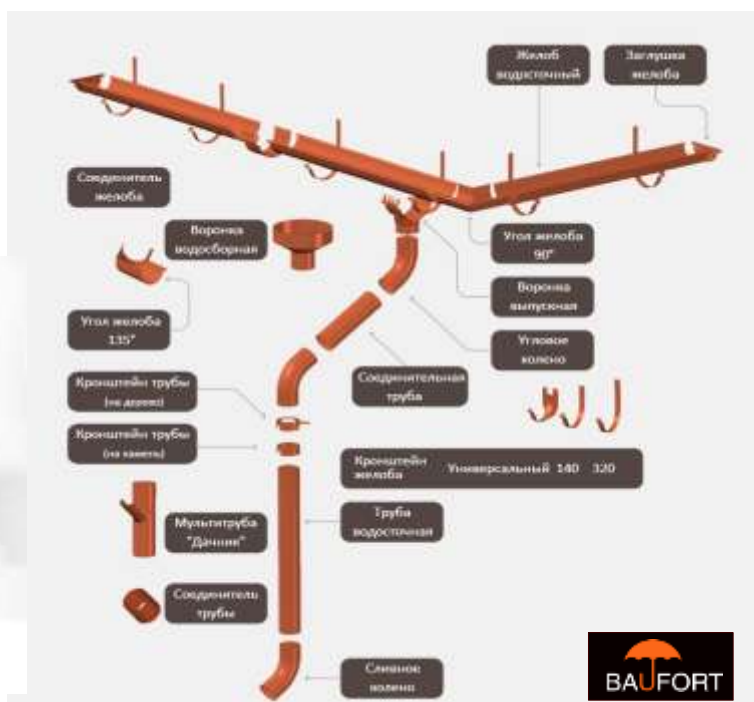 Желоб
водосточный
Заглушка
желоба
Соединитель
желоба
Воронка
водосборная
Угол желоба
90°
Воронка
выпускная
Угол желоба
135°
Угловое
колено
Соединительная
труба
Кронштейн трубы
(на дерево)
Кронштейн трубы
(на камень)
Кронштейн
желоба
Универсальный 140 320
Мультитруба
"Дачник"
Труба
водосточная
Соединитель
трубы
Сливное
колено
BAUFORT